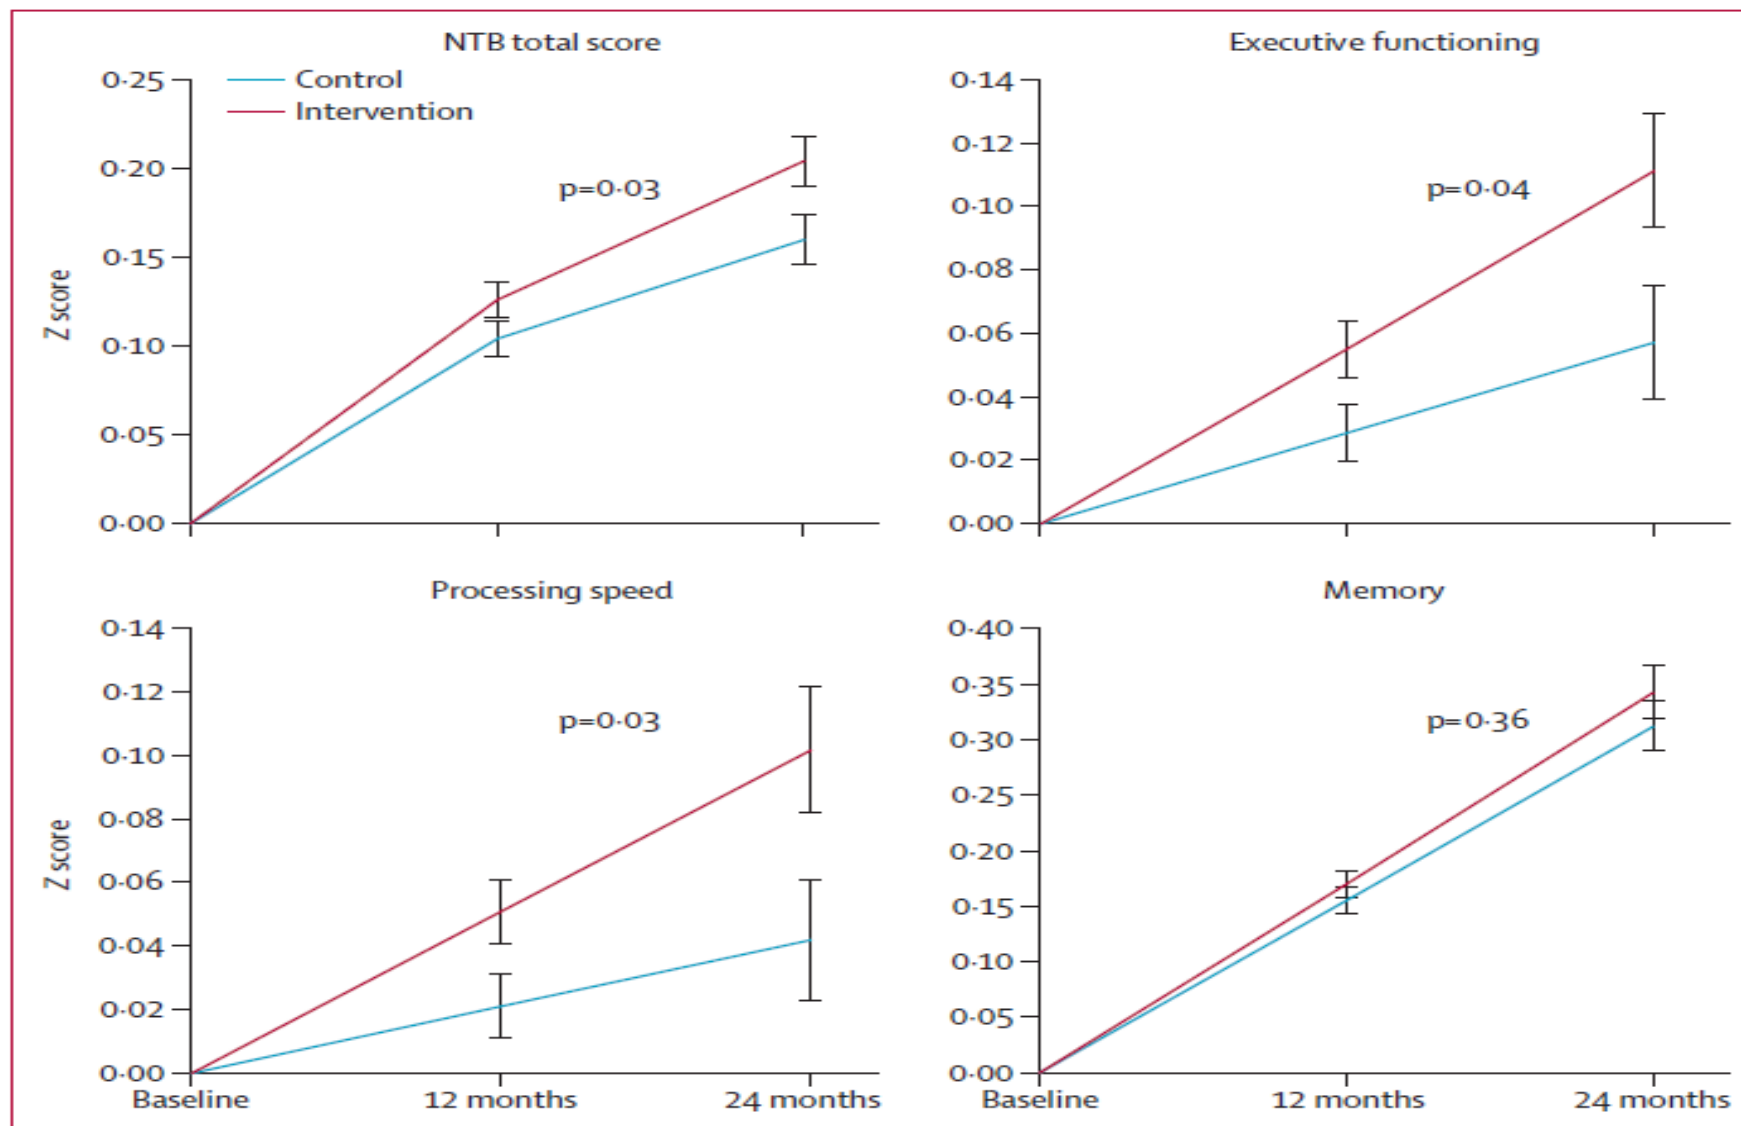 NTB total score
Control
Intervention
Z score
0·25
0·20
0·15
0·10
0·05
0·00
p=0·03
Executive functioning
0·14
0·12
0·10
0·08
0·06
0·04
0·02
0·00
p=0·04
Processing speed
Z score
0·14
0·12
0·10
0·08
0·06
0·04
0·02
0·00
p=0·03
Baseline
12 months
24 months
Memory
0·40
0·35
0·30
0·25
0·20
0·15
0·10
0·05
0·00
p=0·36
Baseline
12 months
24 months